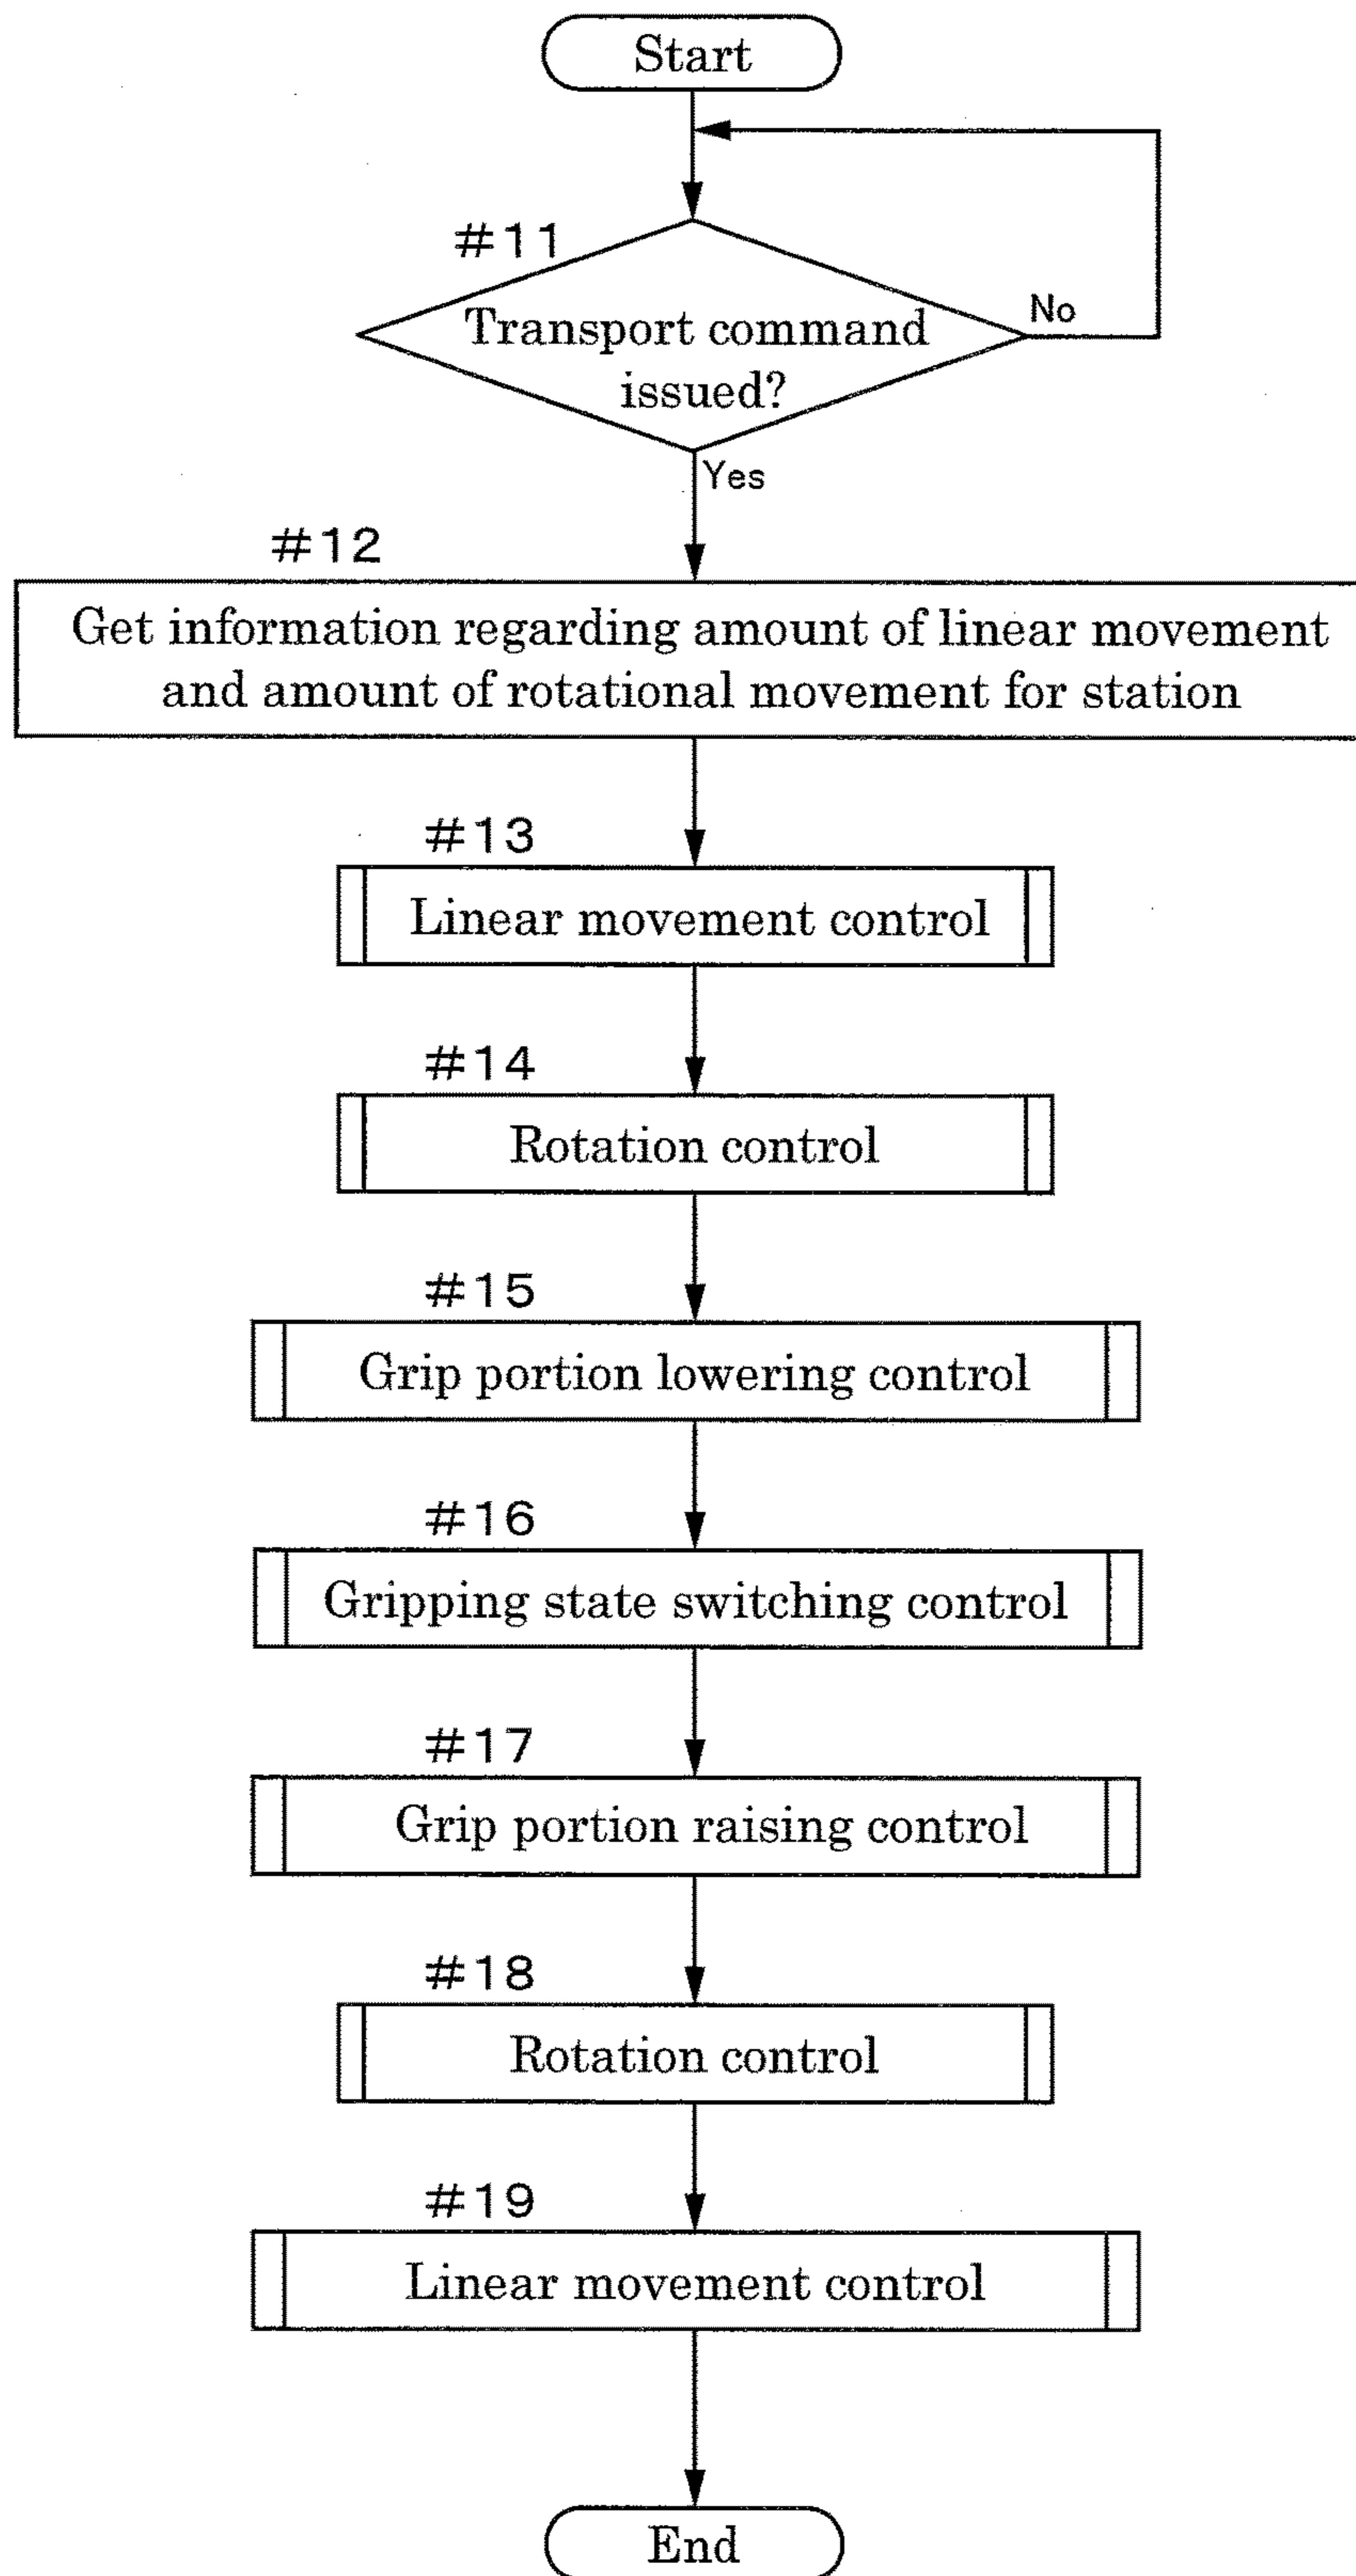 Start
#11
Transport command
issued?
No
Yes
#12
Get information regarding amount of linear movement
and amount of rotational movement for station
#13
Linear movement control
#14
Rotation control
#15
Grip portion lowering control
#16
Gripping state switching control
#17
Grip portion raising control
#18
Rotation control
#19
Linear movement control
End